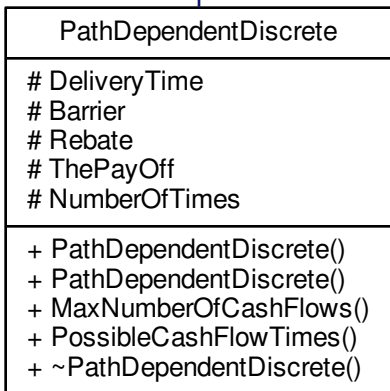 PathDependentDiscrete
# DeliveryTime
# Barrier
# Rebate
# ThePayOff
# NumberOfTimes
+ PathDependentDiscrete()
+ PathDependentDiscrete()
+ MaxNumberOfCashFlows()
+ PossibleCashFlowTimes()
+ ~PathDependentDiscrete()